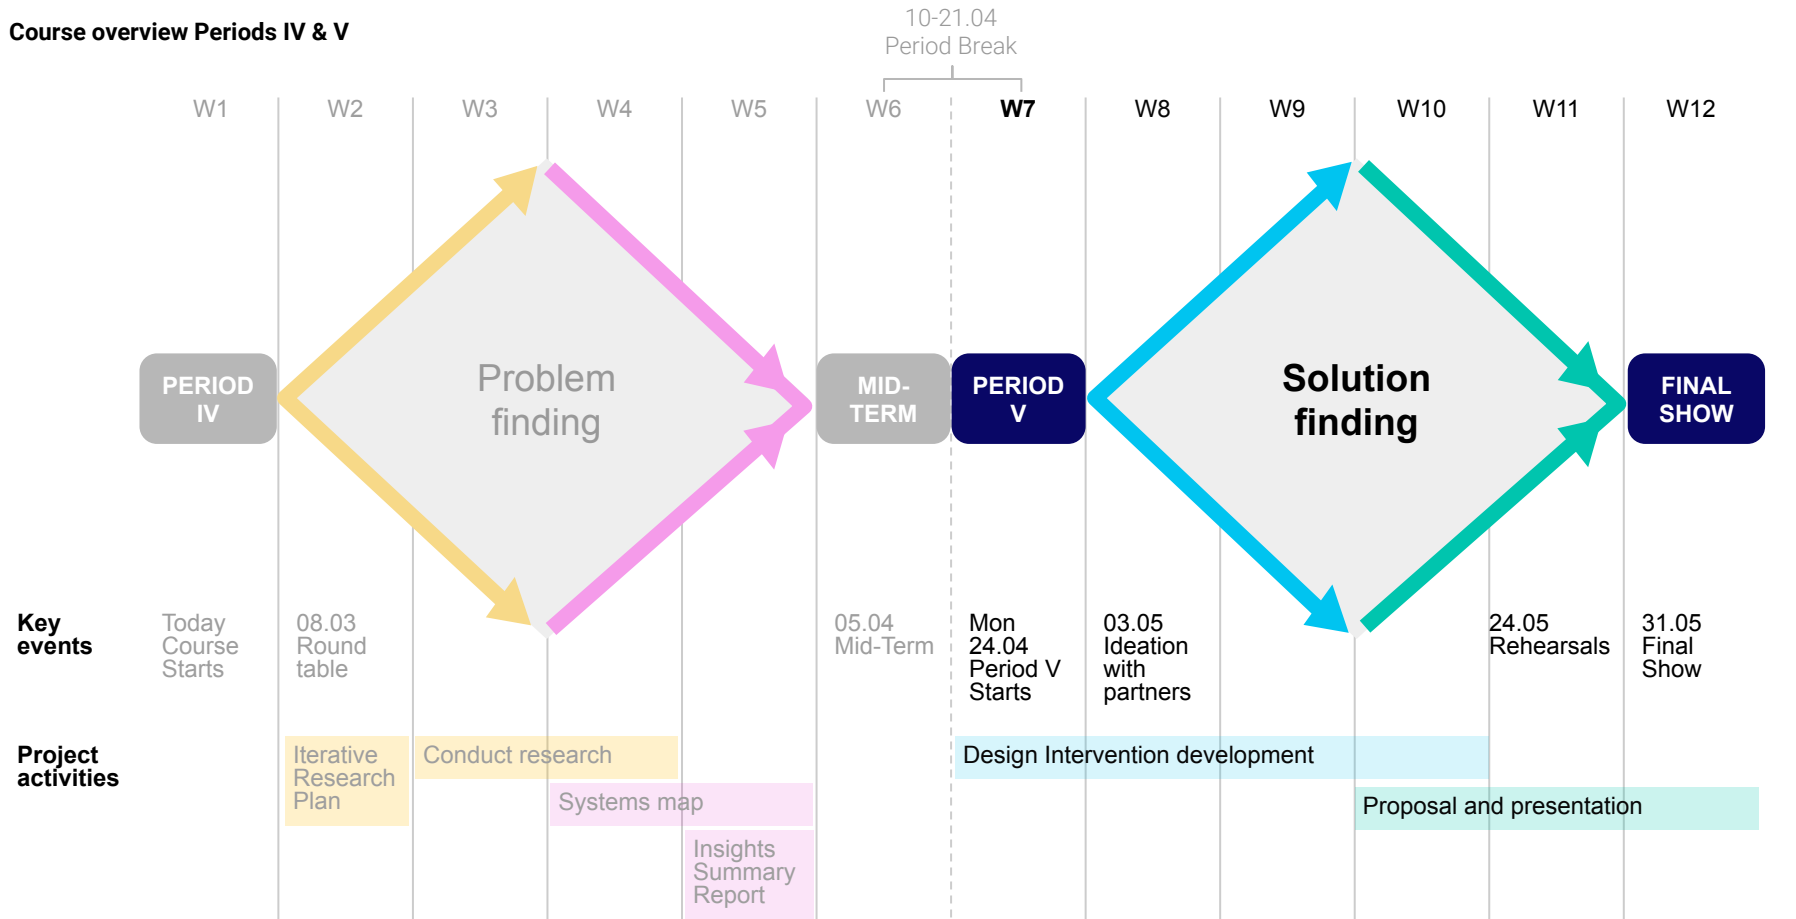 Course overview Periods IV & V
10-21.04
Period Break
W1 W2 W3 W4 W5 W6 W7 W8 W9 W10 W11 W12
PERIOD
IV
Problem
finding
MID-
TERM
PERIOD
V
Solution
finding
FINAL
SHOW
Key
events
Today
Course
Starts
08.03
Round
table
05.04
Mid-Term
Mon
24.04
Period V
Starts
03.05
Ideation
with
partners
24.05
Rehearsals
31.05
Final
Show
Project
activities
Iterative
Research
Plan
Conduct research
Systems map
Insights
Summary
Report
Design Intervention development
Proposal and presentation